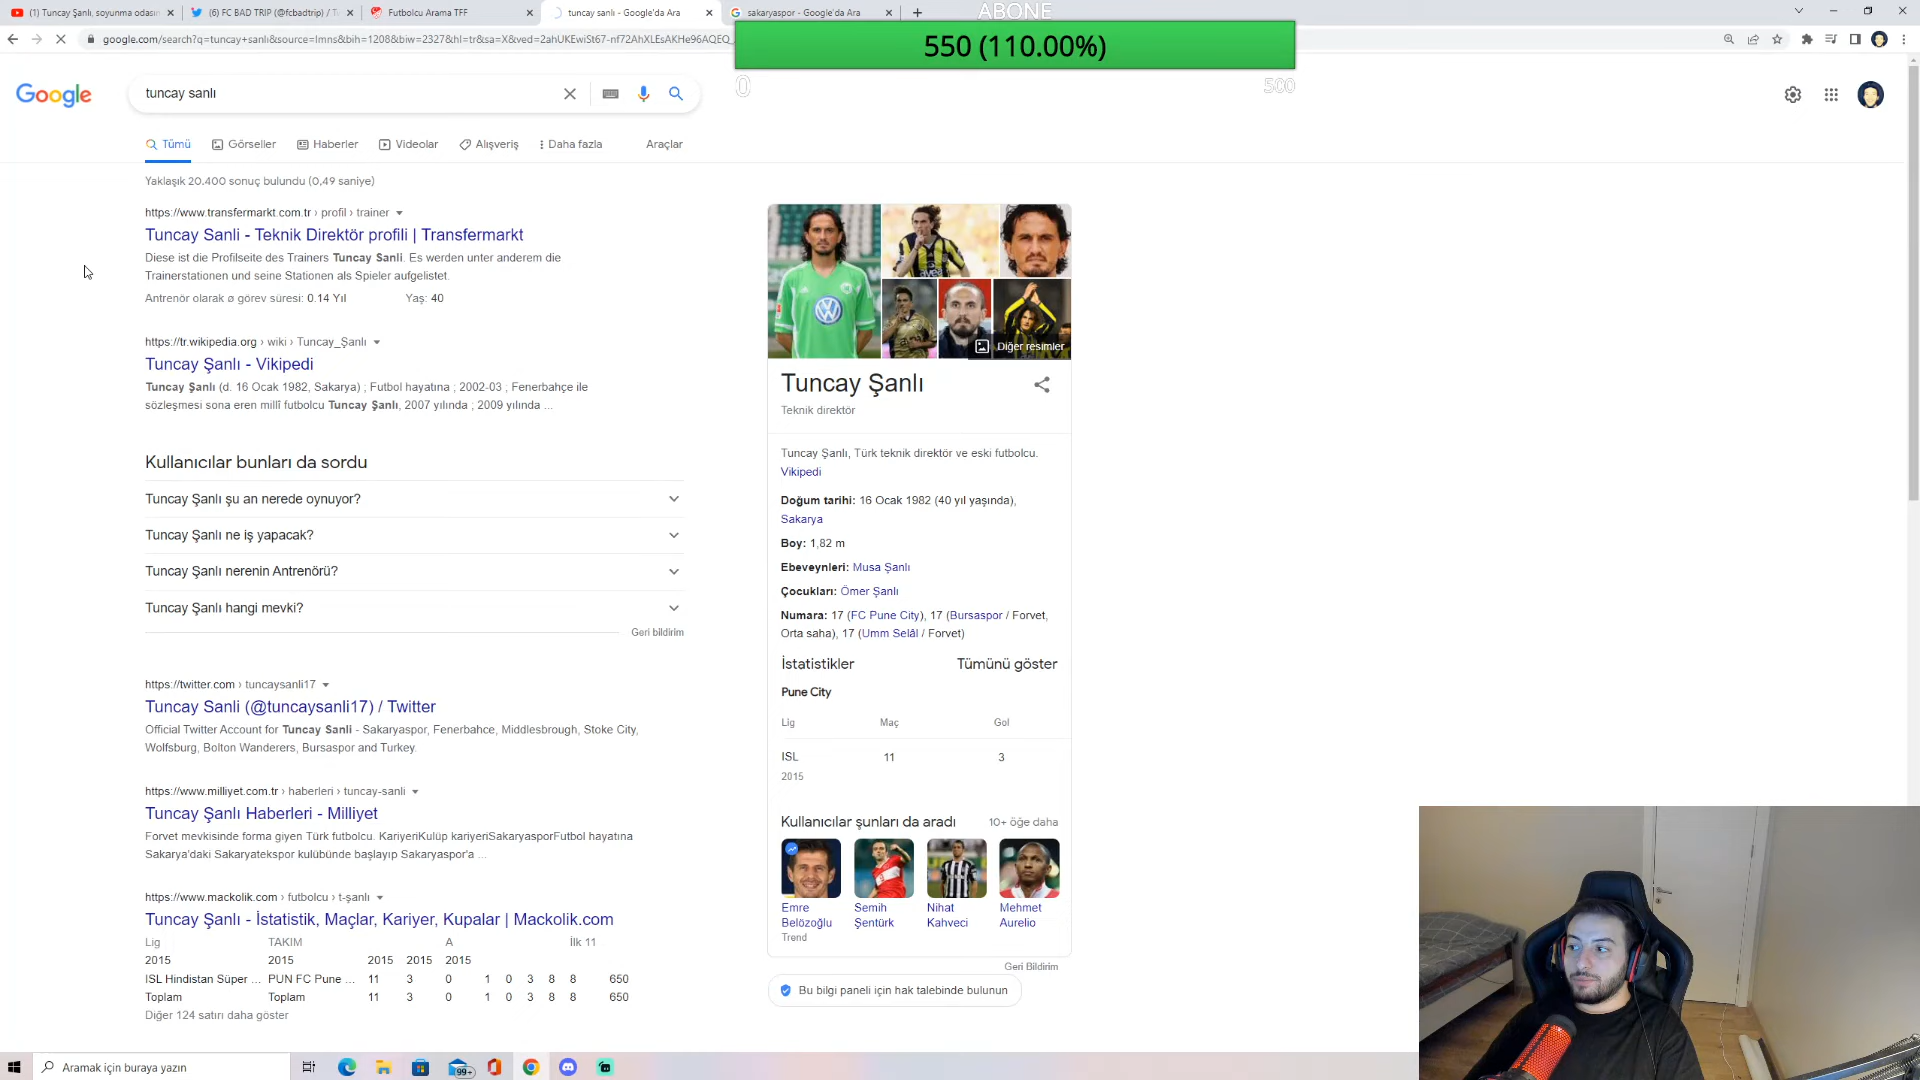 (1) Tuncay Şanlı, soyunma odasın
(6) FC BAD TRIP (@fcbadtrip) / T
Futbolcu Arama TFF
tuncay sanlı - Google'da Ara
sakaryaspor - Google'da Ara
ABONE
google.com/search?q=tuncay+sanlı&source=lmns&bih=1208&biw=2327&hl=tr&sa=X&ved=2ahUKEwiSt67-nf72AhXLEsAKHe96AQEQ_
550 (110.00%)
0
500
Google
tuncay sanlı
Tümü
Görseller
Haberler
Videolar
Alışveriş
Daha fazla
Araçlar
Yaklaşık 20.400 sonuç bulundu (0,49 saniye)
https://www.transfermarkt.com.tr › profil › trainer
Tuncay Sanli - Teknik Direktör profili | Transfermarkt
Diese ist die Profilseite des Trainers Tuncay Sanli. Es werden unter anderem die
Trainerstationen und seine Stationen als Spieler aufgelistet.
Antrenör olarak ø görev süresi: 0.14 Yıl Yaş: 40
https://tr.wikipedia.org › wiki › Tuncay_Şanlı
Tuncay Şanlı - Vikipedi
Tuncay Şanlı (d. 16 Ocak 1982, Sakarya) ; Futbol hayatına ; 2002-03 ; Fenerbahçe ile
sözleşmesi sona eren millî futbolcu Tuncay Şanlı, 2007 yılında ; 2009 yılında ...
Kullanıcılar bunları da sordu
Tuncay Şanlı şu an nerede oynuyor?
Tuncay Şanlı ne iş yapacak?
Tuncay Şanlı nerenin Antrenörü?
Tuncay Şanlı hangi mevki?
Geri bildirim
https://twitter.com › tuncaysanli17
Tuncay Sanli (@tuncaysanli17) / Twitter
Official Twitter Account for Tuncay Sanli - Sakaryaspor, Fenerbahce, Middlesbrough, Stoke City,
Wolfsburg, Bolton Wanderers, Bursaspor and Turkey.
https://www.milliyet.com.tr › haberleri › tuncay-sanli
Tuncay Şanlı Haberleri - Milliyet
Forvet mevkisinde forma giyen Türk futbolcu. KariyeriKulüp kariyeriSakaryasporFutbol hayatına
Sakarya'daki Sakaryatekspor kulübünde başlayıp Sakaryaspor'a ...
https://www.mackolik.com › futbolcu › t-şanlı
Tuncay Şanlı - İstatistik, Maçlar, Kariyer, Kupalar | Mackolik.com
Lig TAKIM A İlk 11
2015 2015 2015 2015 2015
ISL Hindistan Süper ... PUN FC Pune ... 11 3 0 1 0 3 8 8 650
Toplam Toplam 11 3 0 1 0 3 8 8 650
Diğer 124 satırı daha göster
Diğer resimler
Tuncay Şanlı
Teknik direktör
Tuncay Şanlı, Türk teknik direktör ve eski futbolcu.
Vikipedi
Doğum tarihi: 16 Ocak 1982 (40 yıl yaşında),
Sakarya
Boy: 1,82 m
Ebeveynleri: Musa Şanlı
Çocukları: Ömer Şanlı
Numara: 17 (FC Pune City), 17 (Bursaspor / Forvet,
Orta saha), 17 (Umm Selâl / Forvet)
İstatistikler Tümünü göster
Pune City
Lig Maç Gol
ISL 11 3
2015
Kullanıcılar şunları da aradı 10+ öğe daha
Emre
Belözoğlu
Trend
Semih
Şentürk
Nihat
Kahveci
Mehmet
Aurelio
Geri Bildirim
Bu bilgi paneli için hak talebinde bulunun
Aramak için buraya yazın
99+